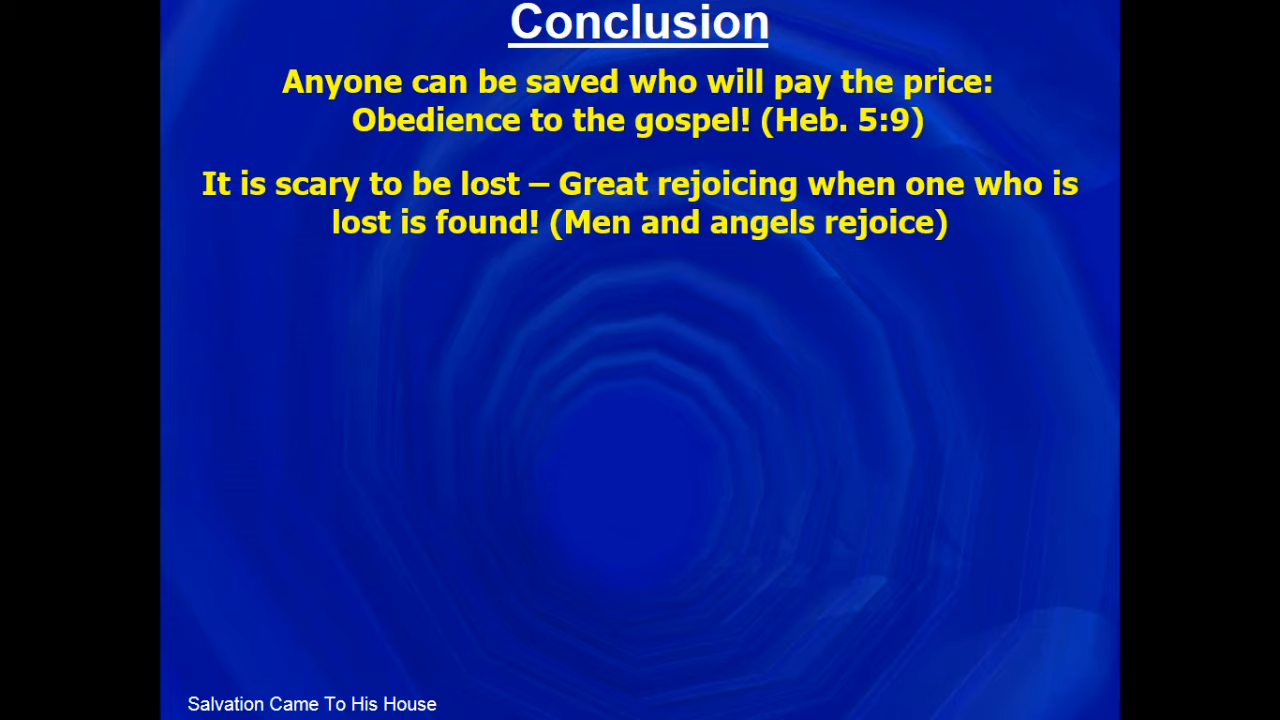 Conclusion
Anyone can be saved who will pay the price:
Obedience to the gospel! (Heb. 5:9)
It is scary to be lost – Great rejoicing when one who is
lost is found! (Men and angels rejoice)
Salvation Came To His House